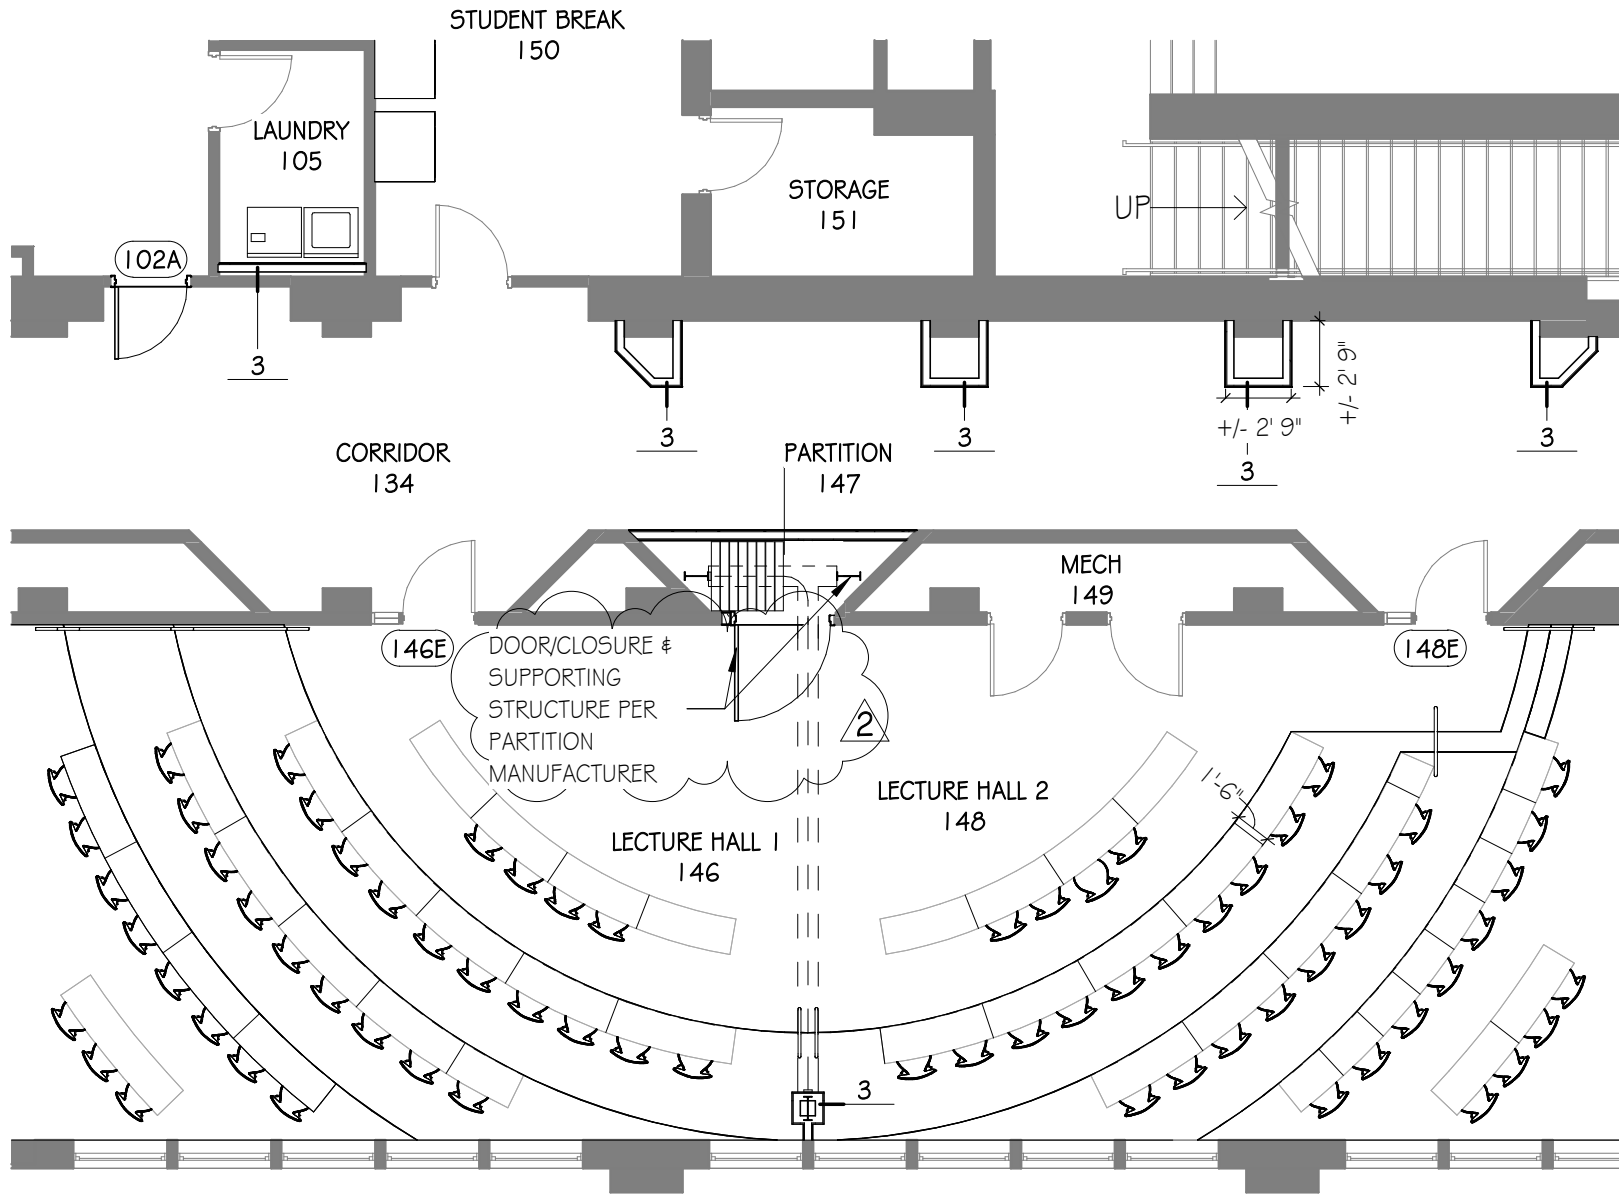 STUDENT BREAK
150
LAUNDRY
105
STORAGE
151
UP
102A
3
+/- 2' 9"
+/- 2' 9"
3
3
3
3
CORRIDOR
134
PARTITION
147
MECH
149
146E
148E
DOOR/CLOSURE &
SUPPORTING
STRUCTURE PER
PARTITION
MANUFACTURER
2
1'-6"
LECTURE HALL 2
148
LECTURE HALL 1
146
3